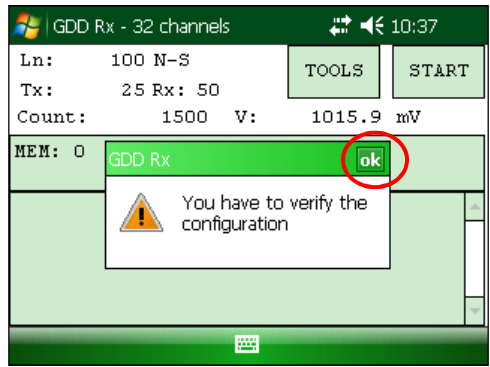 GDD Rx - 32 channels 10:37
Ln: 100 N-S
TOOLS START
Tx: 25 Rx: 50
Count: 1500 V: 1015.9 mV
MEM: 0
GDD Rx ok
You have to verify the
configuration